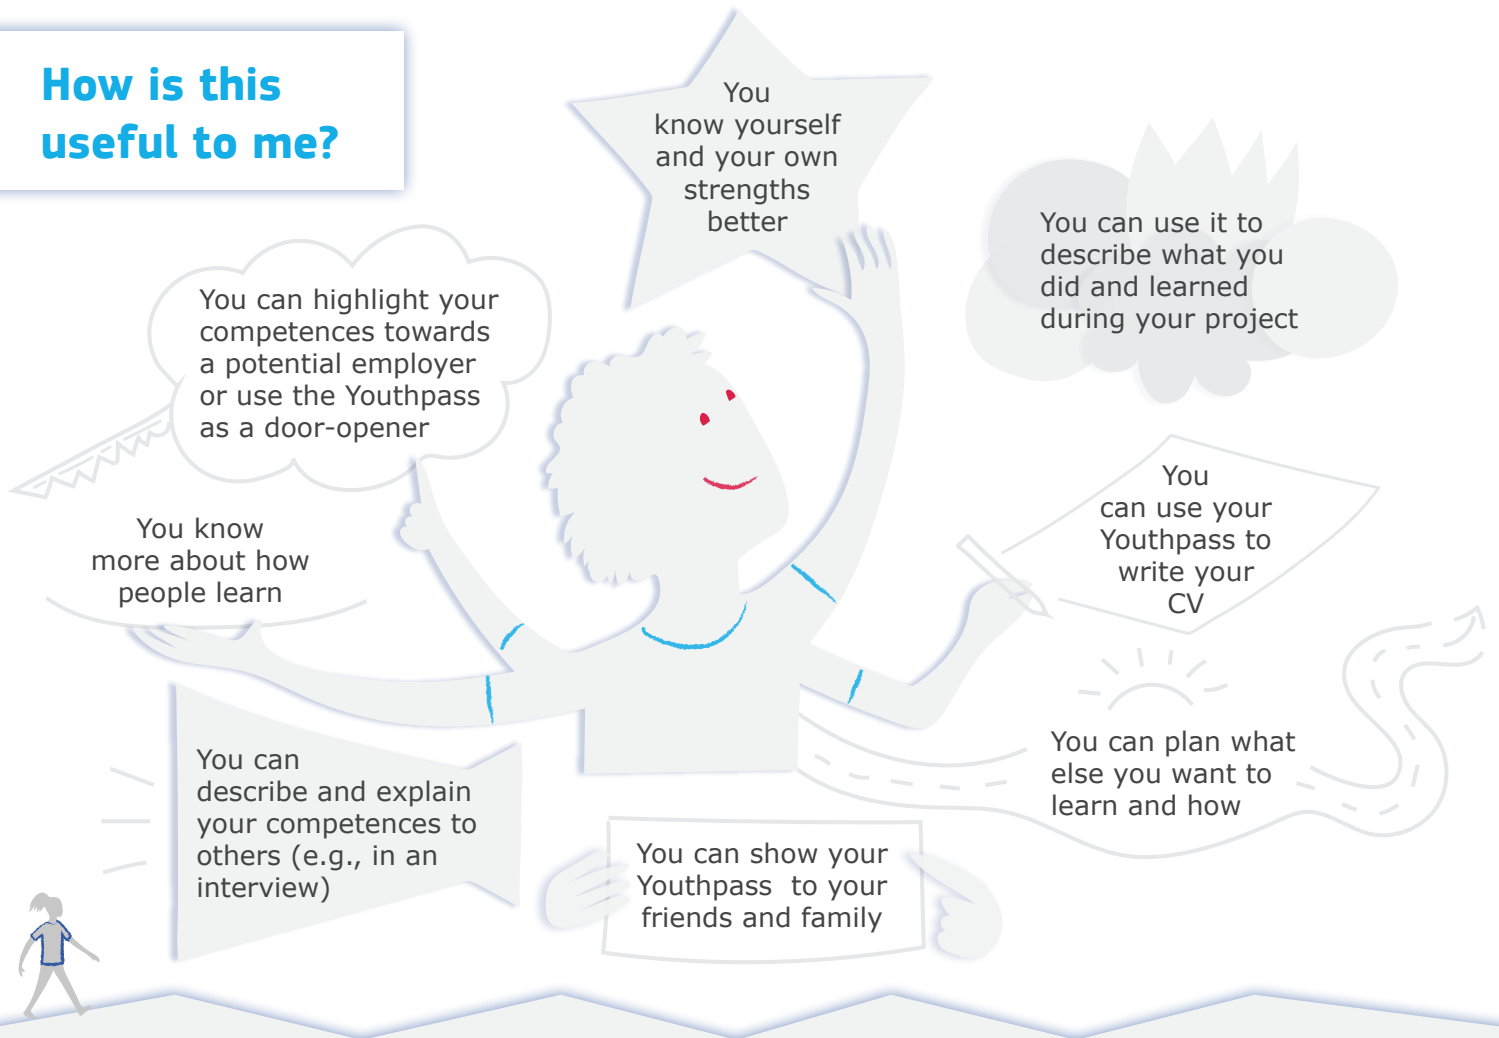 How is this
useful to me?
You
know yourself
and your own
strengths
better
You can use it to
describe what you
did and learned
during your project
You can highlight your
competences towards
a potential employer
or use the Youthpass
as a door-opener
You
can use your
Youthpass to
write your
CV
You know
more about how
people learn
You can plan what
else you want to
learn and how
You can
describe and explain
your competences to
others (e.g., in an
interview)
You can show your
Youthpass  to your
friends and family